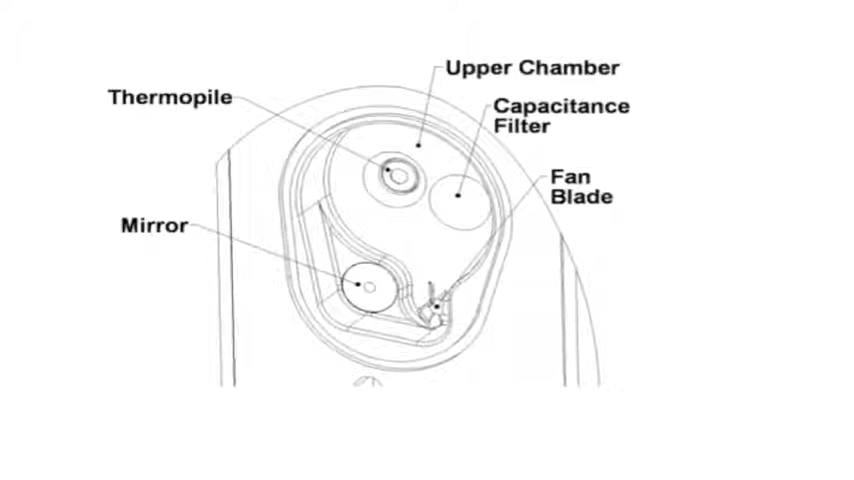 Upper Chamber
Thermopile
Capacitance
Filter
Fan
Blade
Mirror